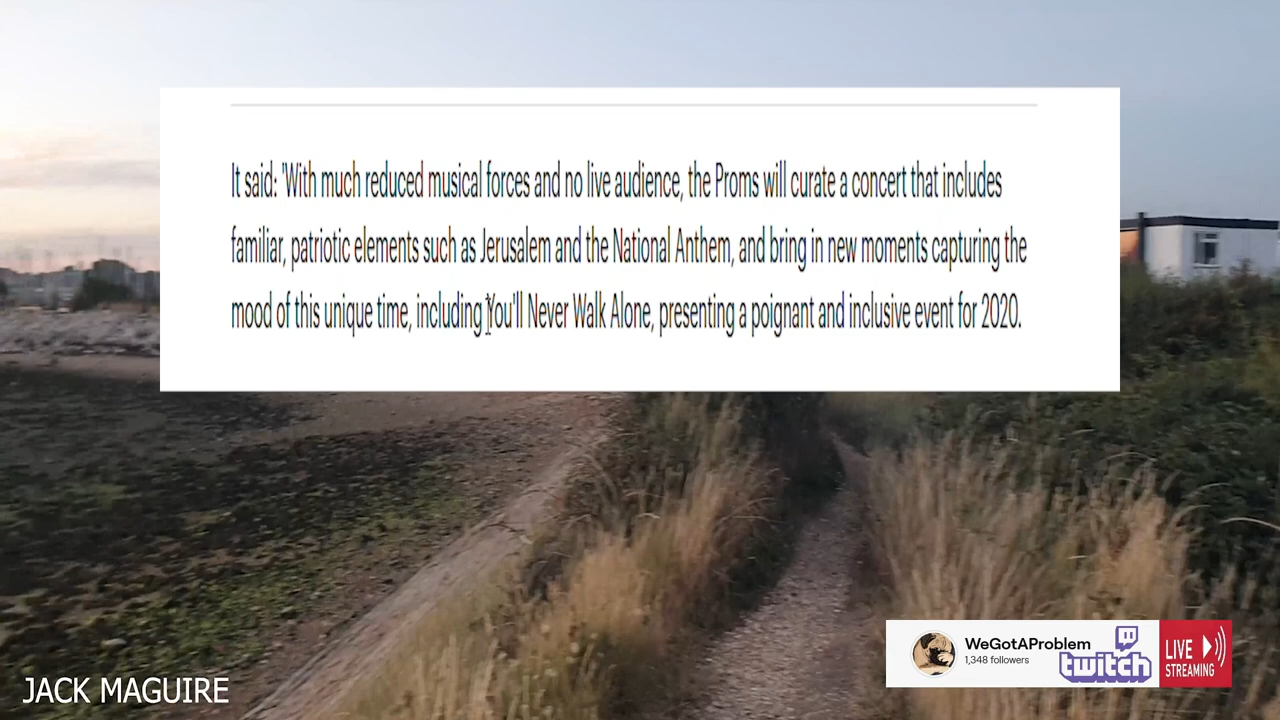 It said: 'With much reduced musical forces and no live audience, the Proms will curate a concert that includes
familiar, patriotic elements such as Jerusalem and the National Anthem, and bring in new moments capturing the
mood of this unique time, including You'll Never Walk Alone, presenting a poignant and inclusive event for 2020.
WeGotAProblem
1,348 followers
twitch
LIVE
STREAMING
JACK MAGUIRE